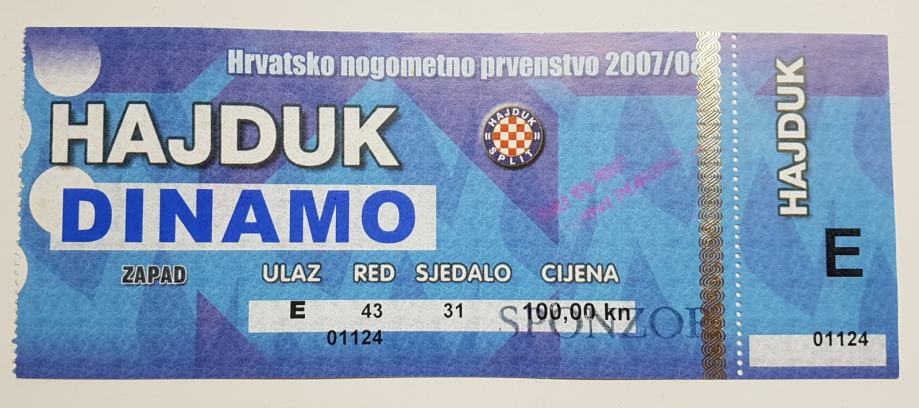 Hrvatsko nogometno prvenstvo 2007/08
HAJDUK
HAJDUK
SPLIT
DINAMO
ZAPAD
ULAZ RED SJEDALO CIJENA
E 43 31 100,00 kn
SPONZOR
01124
HAJDUK
E
01124